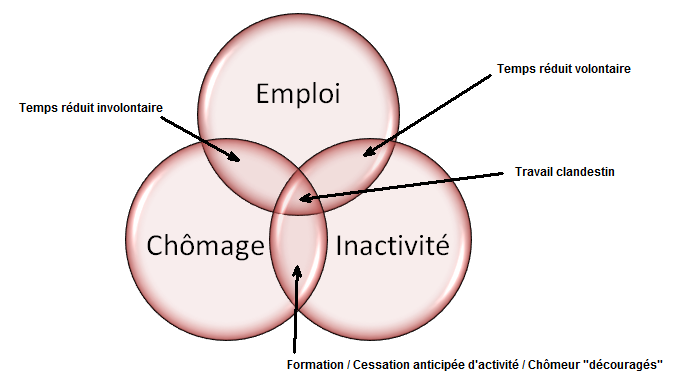 Temps réduit volontaire
Emploi
Temps réduit involontaire
Travail clandestin
Chômage
Inactivité
Formation / Cessation anticipée d'activité / Chômeur "découragés"